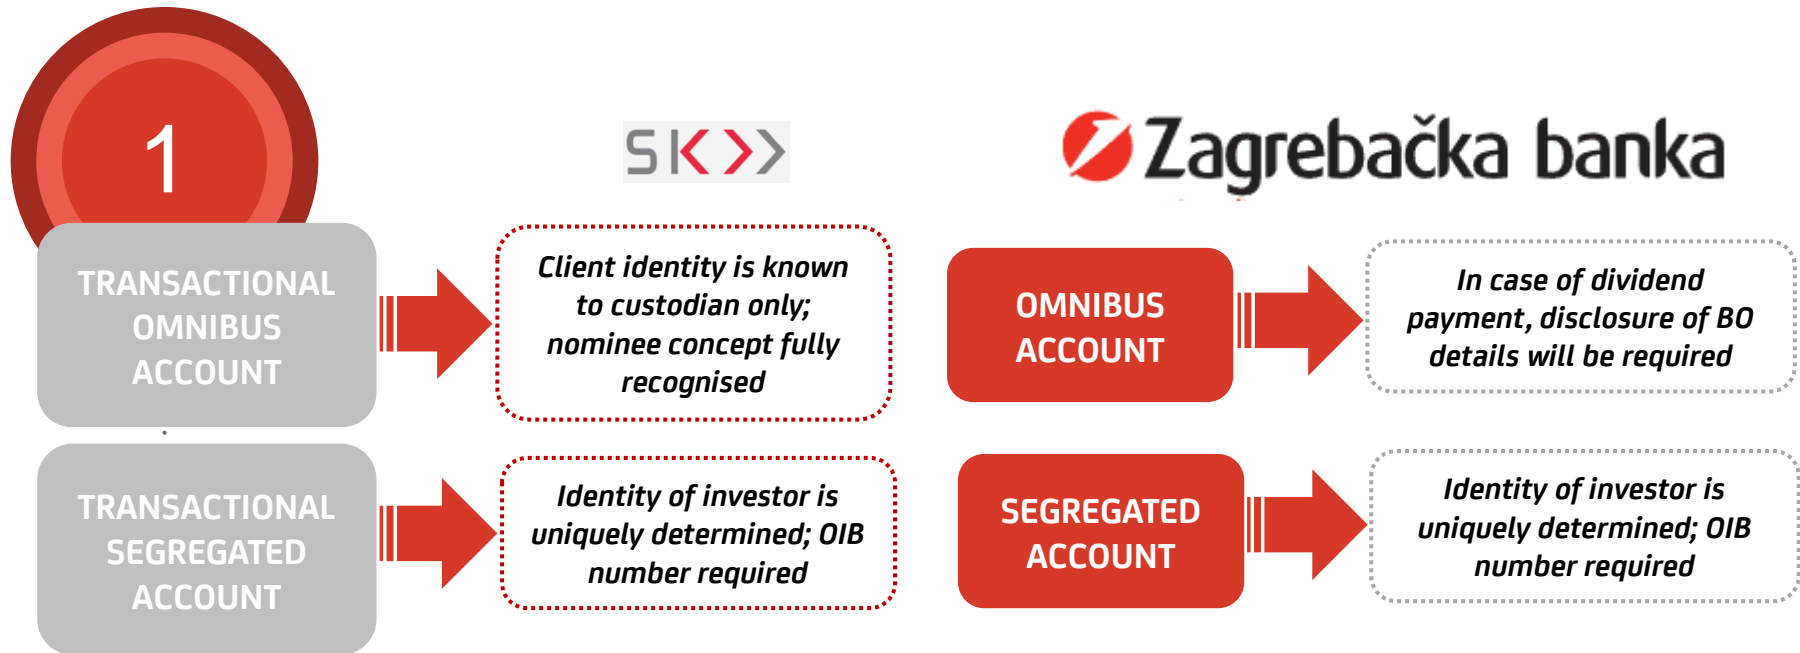 1
SKDD
Zagrebačka banka
TRANSACTIONAL
OMNIBUS
ACCOUNT
Client identity is known
to custodian only;
nominee concept fully
recognised
OMNIBUS
ACCOUNT
In case of dividend
payment, disclosure of BO
details will be required
TRANSACTIONAL
SEGREGATED
ACCOUNT
Identity of investor is
uniquely determined; OIB
number required
SEGREGATED
ACCOUNT
Identity of investor is
uniquely determined; OIB
number required